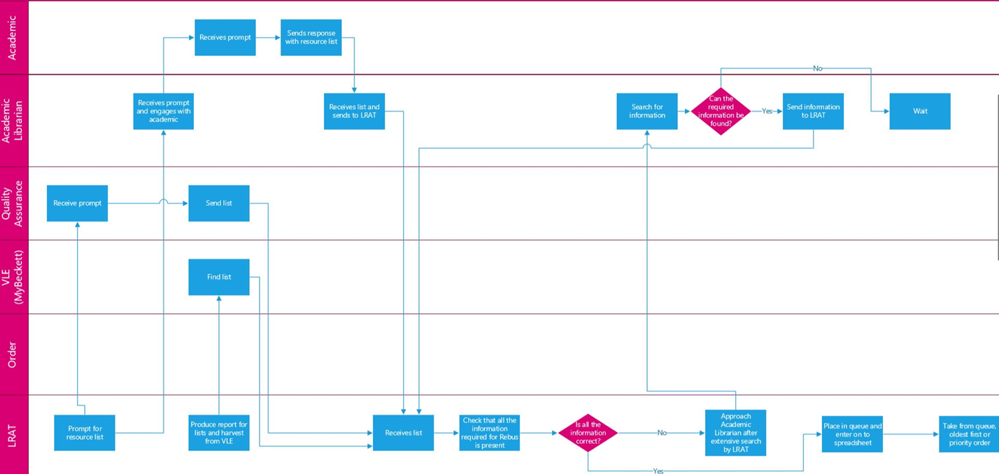 Academic
Receives prompt
Sends response
with resource list
Academic
Librarian
Receives prompt
and engages with
academic
Receives list and
sends to LRAT
Search for
information
Can the
required
information be
found?
No
Yes
Send information
to LRAT
Wait
Quality
Assurance
Receive prompt
Send list
VLE
(MyBeckett)
Find list
Order
LRAT
Prompt for
resource list
Produce report for
lists and harvest
from VLE
Receives list
Check that all the
information
required for Rebus
is present
Is all the
information
correct?
No
Yes
Approach
Academic
Librarian after
extensive search
by LRAT
Place in queue and
enter on to
spreadsheet
Take from queue,
oldest first or
priority order